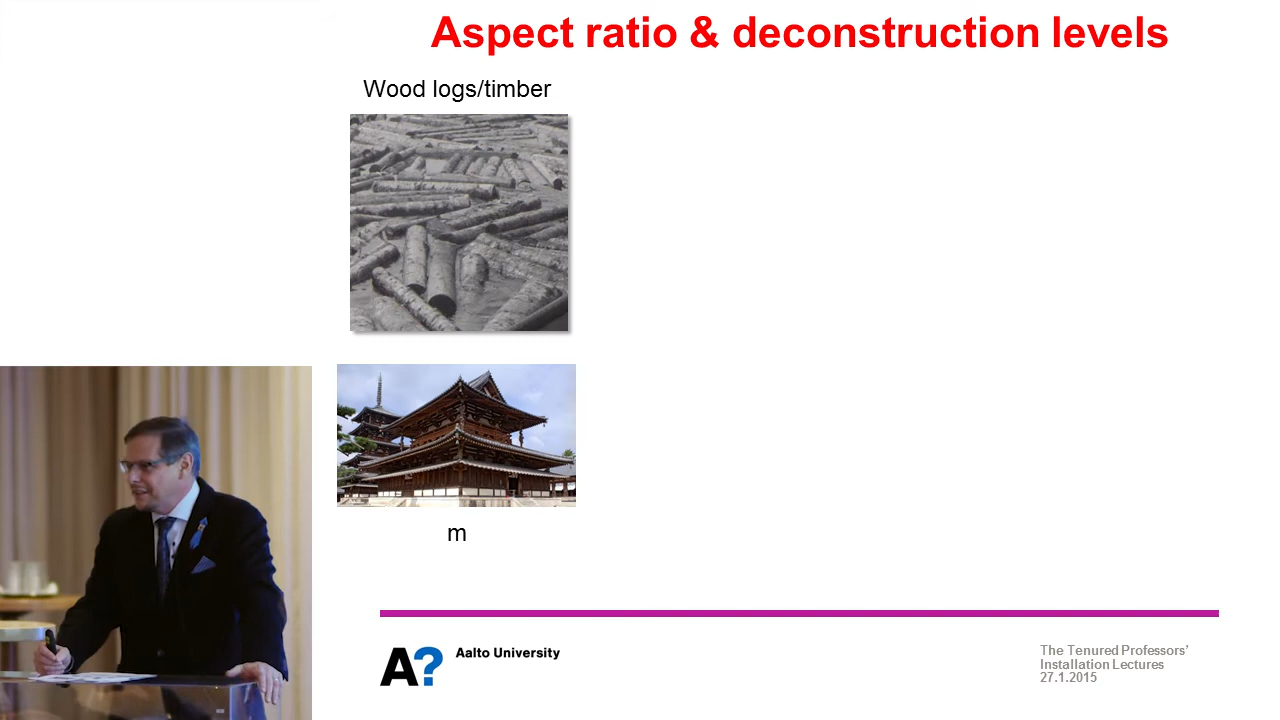 Aspect ratio & deconstruction levels
Wood logs/timber
m
A?
Aalto University
The Tenured Professors'
Installation Lectures
27.1.2015